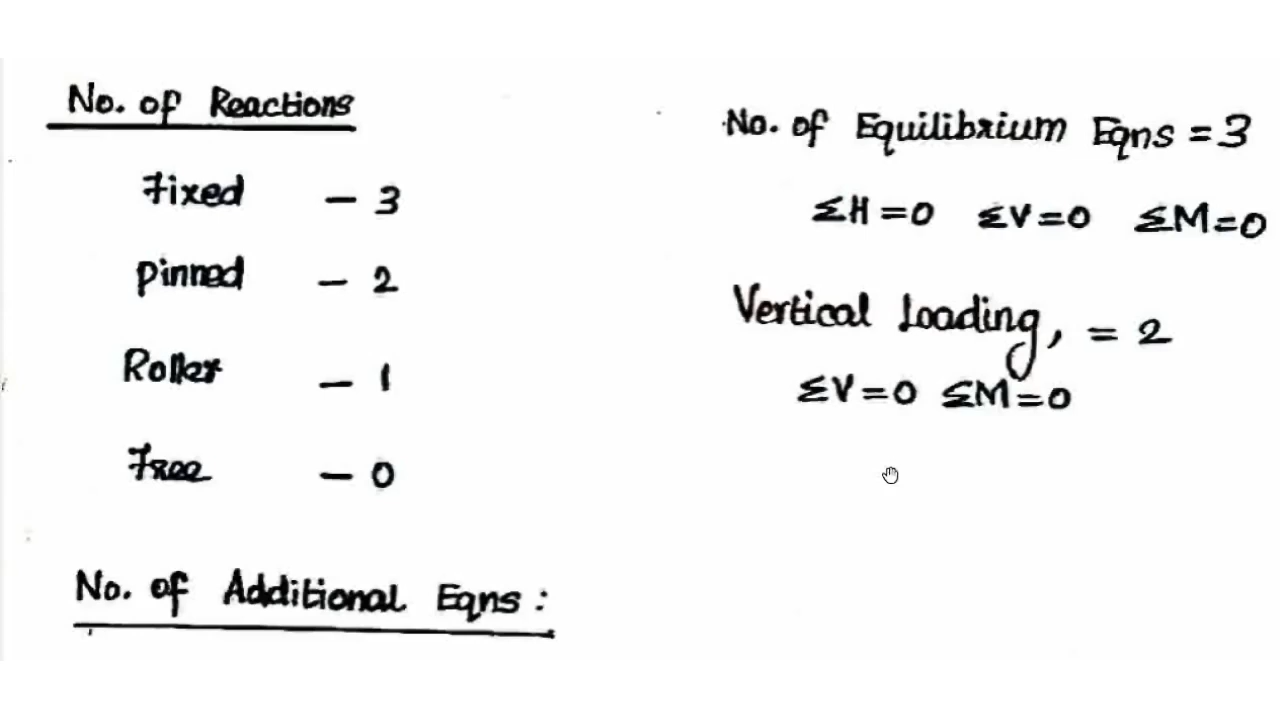 No. of Reactions
Fixed - 3
pinned - 2
Roller - 1
Free - 0
No. of Additional Eqns :
No. of Equilibrium Eqns = 3
ΣH = 0 ΣV = 0 ΣM = 0
Vertical Loading, = 2
ΣV = 0 ΣM = 0